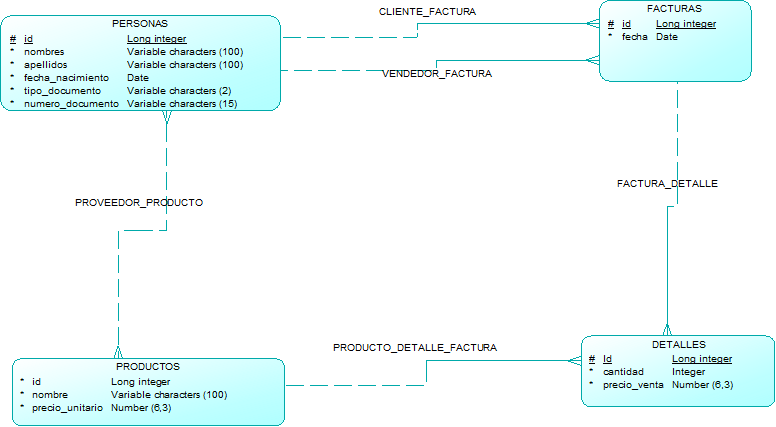 CLIENTE_FACTURA
PERSONAS
# id Long integer
* nombres Variable characters (100)
* apellidos Variable characters (100)
* fecha_nacimiento Date
* tipo_documento Variable characters (2)
* numero_documento Variable characters (15)
FACTURAS
# id Long integer
* fecha Date
VENDEDOR_FACTURA
FACTURA_DETALLE
PROVEEDOR_PRODUCTO
PRODUCTO_DETALLE_FACTURA
DETALLES
# Id Long integer
* cantidad Integer
* precio_venta Number (6,3)
PRODUCTOS
* id Long integer
* nombre Variable characters (100)
* precio_unitario Number (6,3)